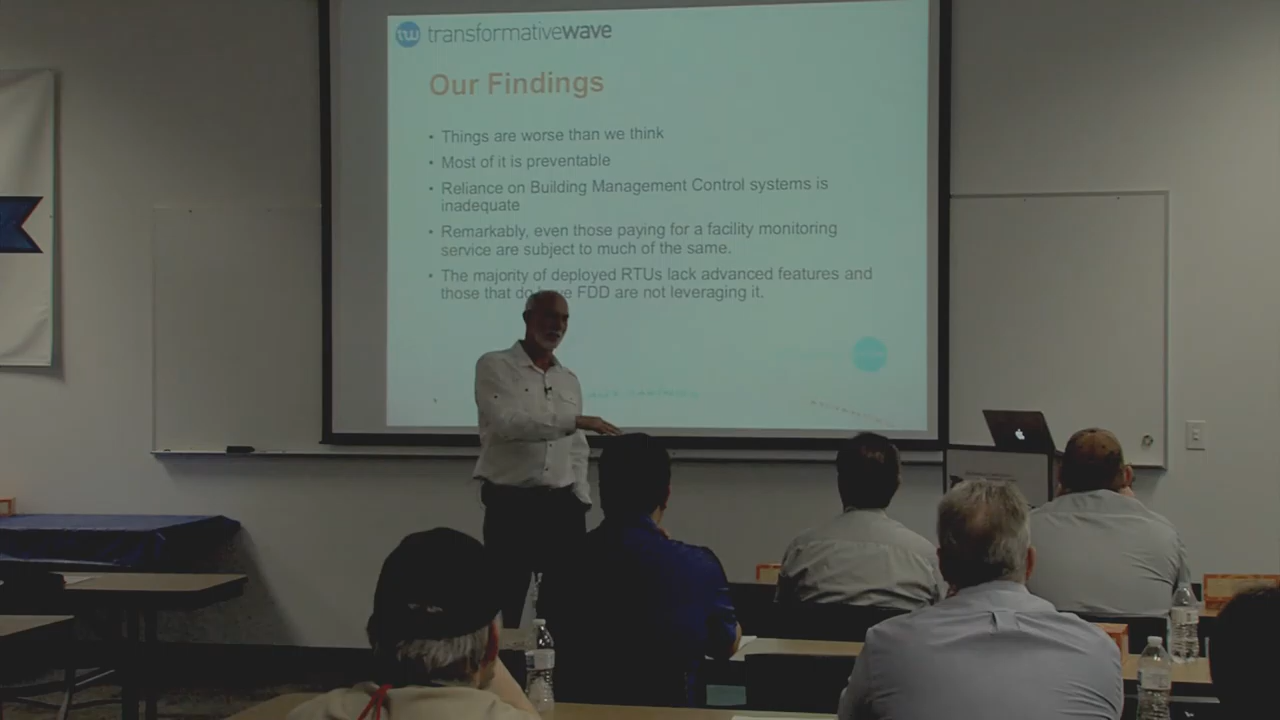 tw transformativewave
Our Findings
• Things are worse than we think
• Most of it is preventable
• Reliance on Building Management Control systems is
inadequate
• Remarkably, even those paying for a facility monitoring
service are subject to much of the same.
• The majority of deployed RTUs lack advanced features and
those that do FDD are not leveraging it.